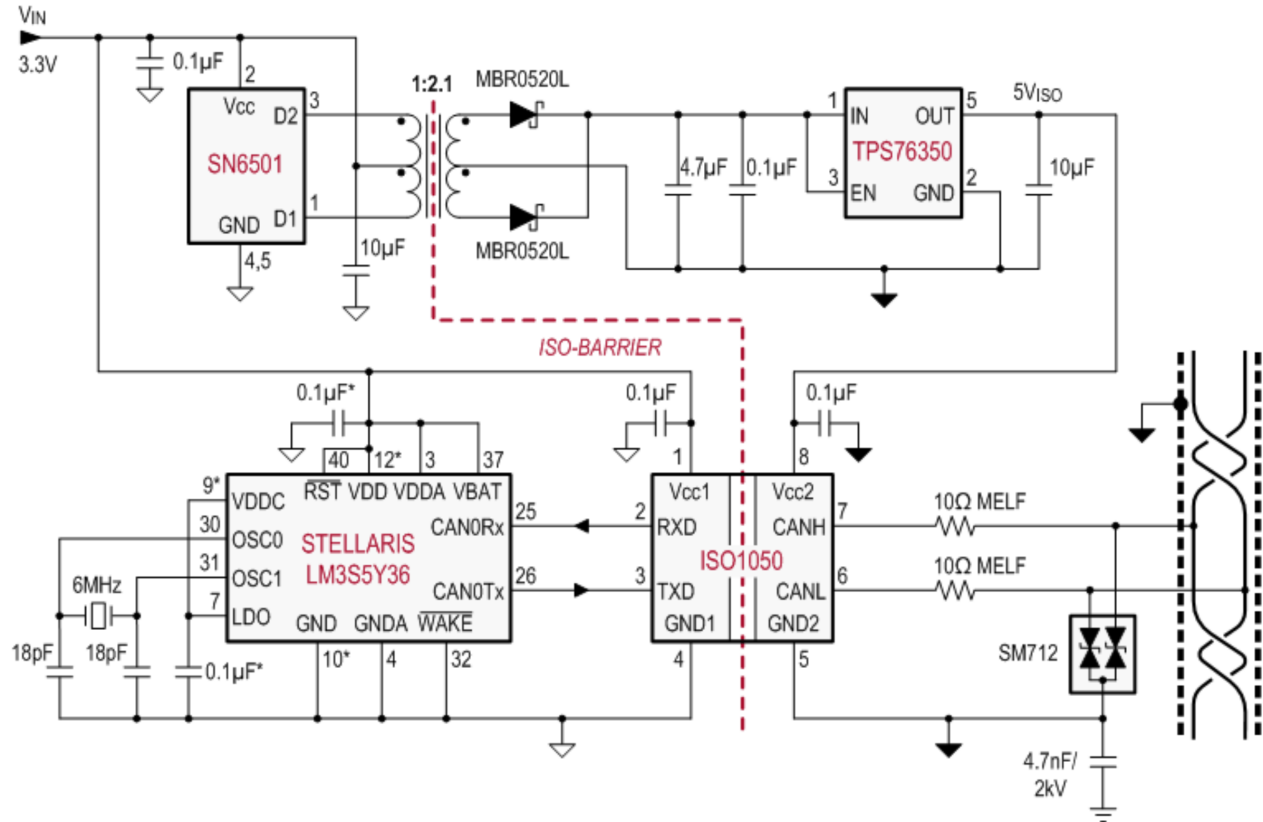 VIN
3.3V
0.1µF
2
Vcc
D2
3
SN6501
GND
D1
1
4,5
10µF
1:2.1
MBR0520L
MBR0520L
4.7µF
0.1µF
1
IN
OUT
5
TPS76350
3
EN
GND
2
5VISO
10µF
ISO-BARRIER
0.1µF*
0.1µF
0.1µF
40
12*
3
37
1
8
9*
VDDC
RST
VDD
VDDA
VBAT
30
OSC0
CAN0Rx
25
31
OSC1
STELLARIS
LM3S5Y36
6MHz
7
LDO
CAN0Tx
26
GND
GNDA
WAKE
18pF
18pF
0.1µF*
10*
4
32
Vcc1
Vcc2
2
RXD
CANH
7
ISO1050
3
TXD
CANL
6
GND1
GND2
4
5
10Ω MELF
10Ω MELF
SM712
4.7nF/
2kV